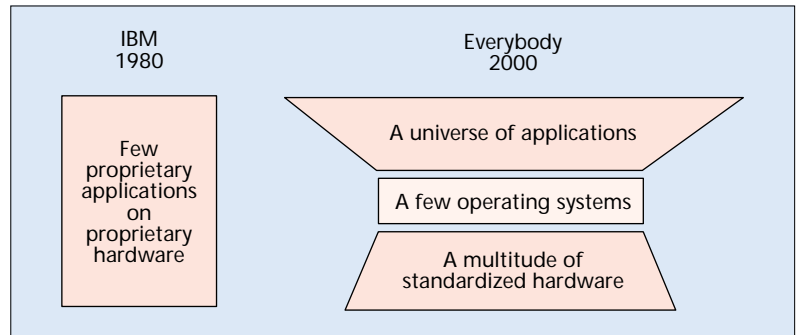 IBM
1980
Few
proprietary
applications
on
proprietary
hardware
Everybody
2000
A universe of applications
A few operating systems
A multitude of
standardized hardware